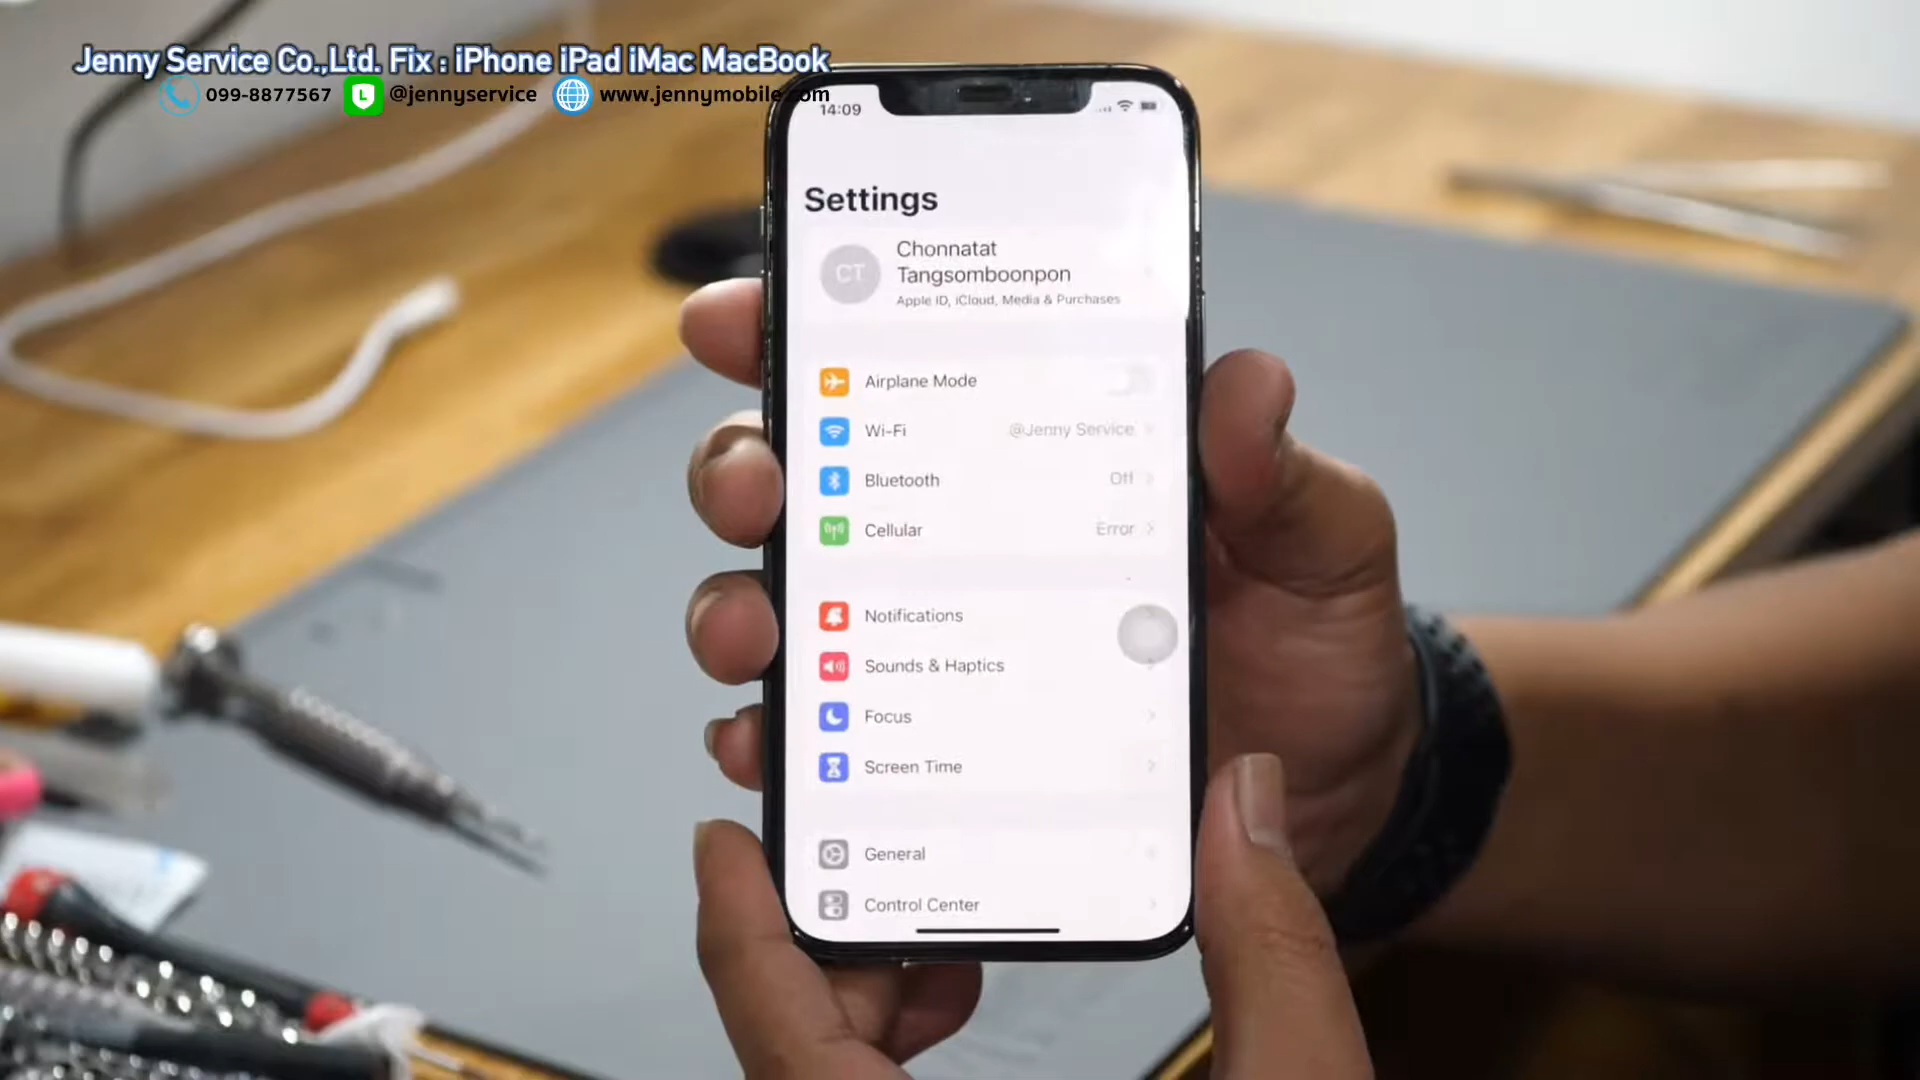 Jenny Service Co.,Ltd. Fix : iPhone iPad iMac MacBook
099-8877567 @jennyservice www.jennymobile.com
14:09
Settings
CT
Chonnatat
Tangsomboonpon
Apple ID, iCloud, Media & Purchases
Airplane Mode
Wi-Fi @Jenny Service
Bluetooth Off
Cellular Error
Notifications
Sounds & Haptics
Focus
Screen Time
General
Control Center